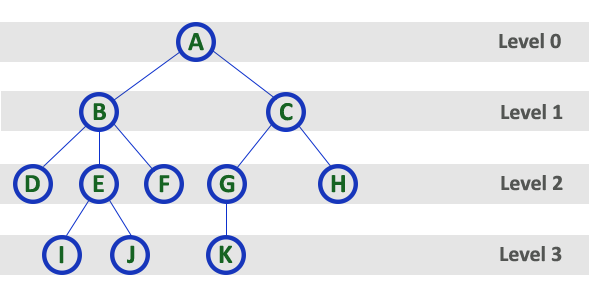 A Level 0
B C Level 1
D E F G H Level 2
I J K Level 3